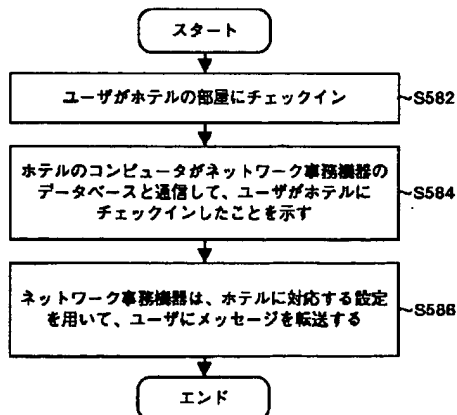 スタート
ユーザがホテルの部屋にチェックイン
S582
ホテルのコンピュータがネットワーク事務機器の
データベースと通信して、ユーザがホテルに
チェックインしたことを示す
S584
ネットワーク事務機器は、ホテルに対応する設定
を用いて、ユーザにメッセージを転送する
S586
エンド